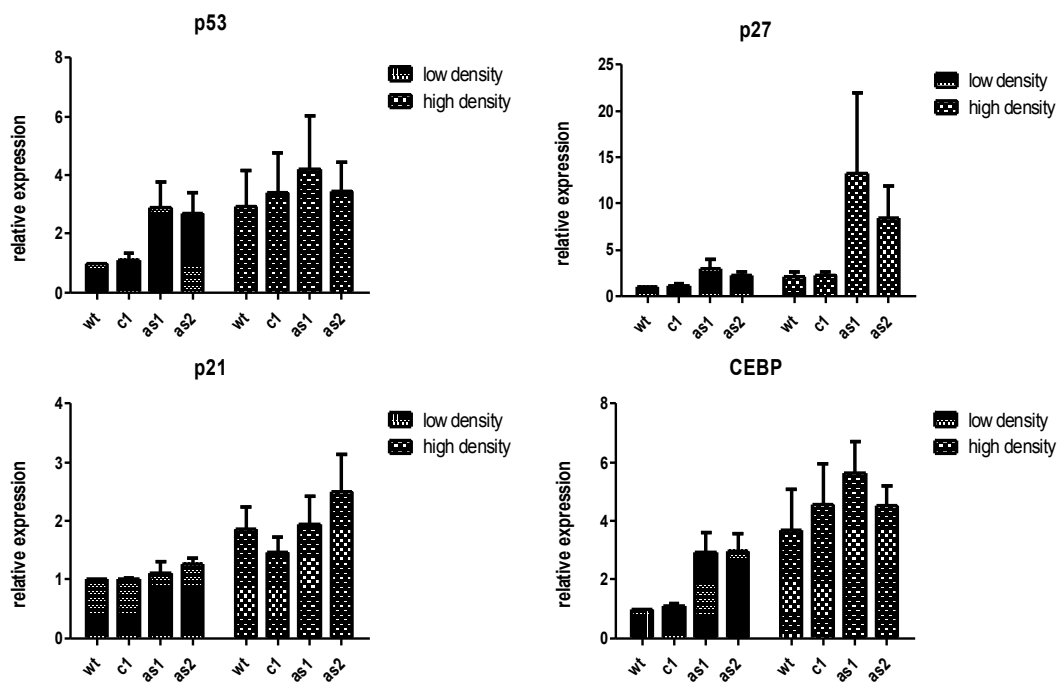 p53
relative expression
8
6
4
2
0
wt c1 as1 as2 wt c1 as1 as2
low density
high density
p27
relative expression
25
20
15
10
5
0
wt c1 as1 as2 wt c1 as1 as2
low density
high density
p21
relative expression
4
3
2
1
0
wt c1 as1 as2 wt c1 as1 as2
low density
high density
CEBP
relative expression
8
6
4
2
0
wt c1 as1 as2 wt c1 as1 as2
low density
high density